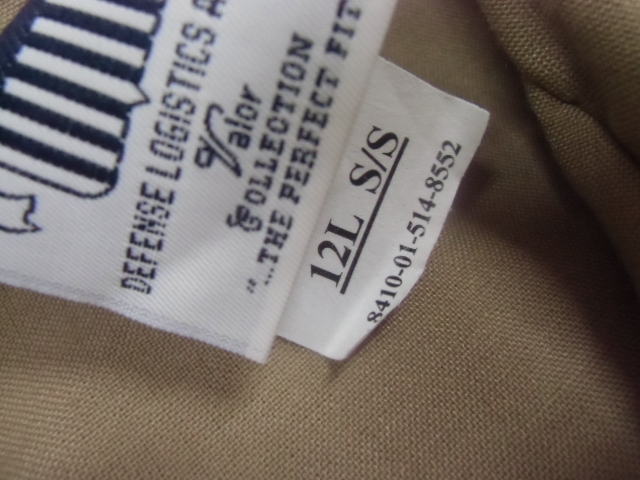 DEFENSE LOGISTICS A
Valor
COLLECTION
"...THE PERFECT FIT
12L S/S
8410-01-514-8552